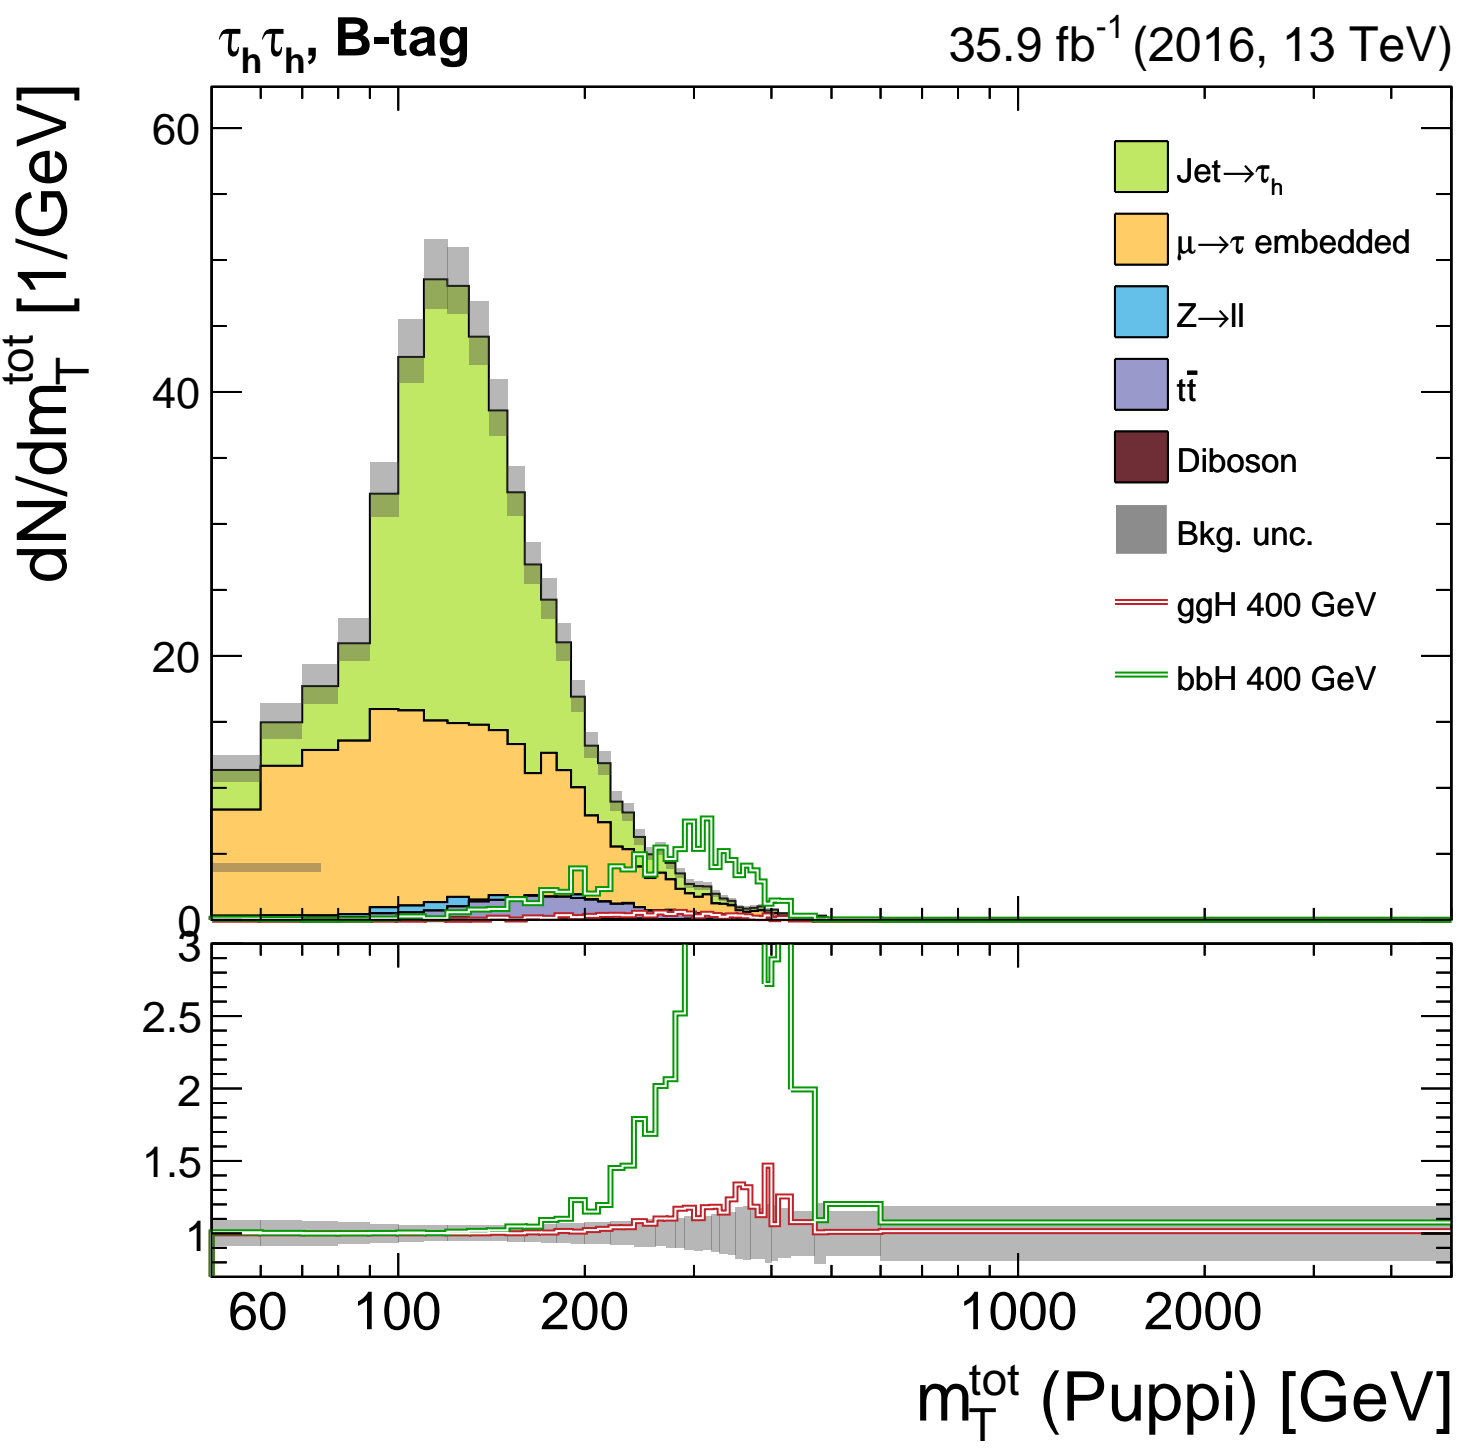 τhτh, B-tag
35.9 fb-1 (2016, 13 TeV)
dN/dmTtot [1/GeV]
60
40
20
0
Jet→τh
μ→τ embedded
Z→ll
tt̄
Diboson
Bkg. unc.
ggH 400 GeV
bbH 400 GeV
3
2.5
2
1.5
1
60 100 200 1000 2000
mTtot (Puppi) [GeV]